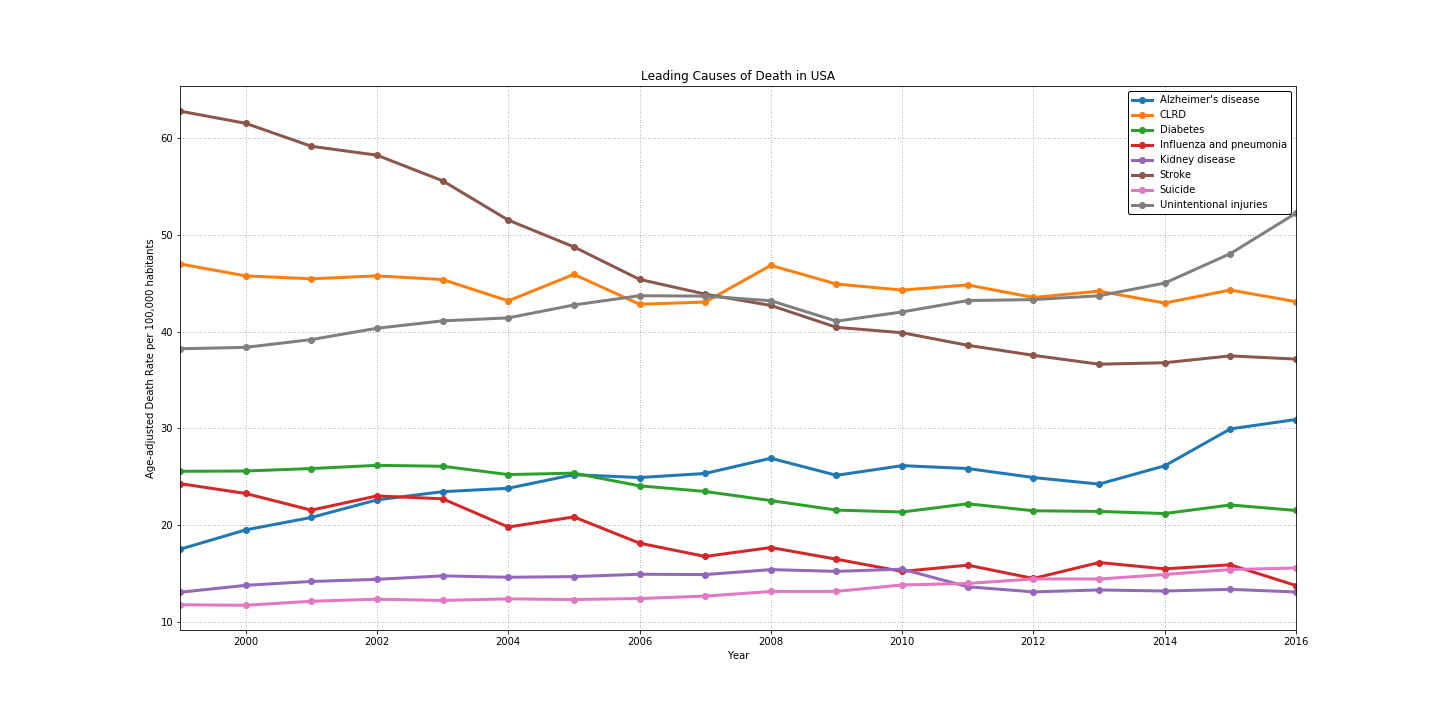 Leading Causes of Death in USA
Alzheimer's disease
CLRD
Diabetes
Influenza and pneumonia
Kidney disease
Stroke
Suicide
Unintentional injuries
Age-adjusted Death Rate per 100,000 habitants
60
50
40
30
20
10
2000 2002 2004 2006 2008 2010 2012 2014 2016
Year